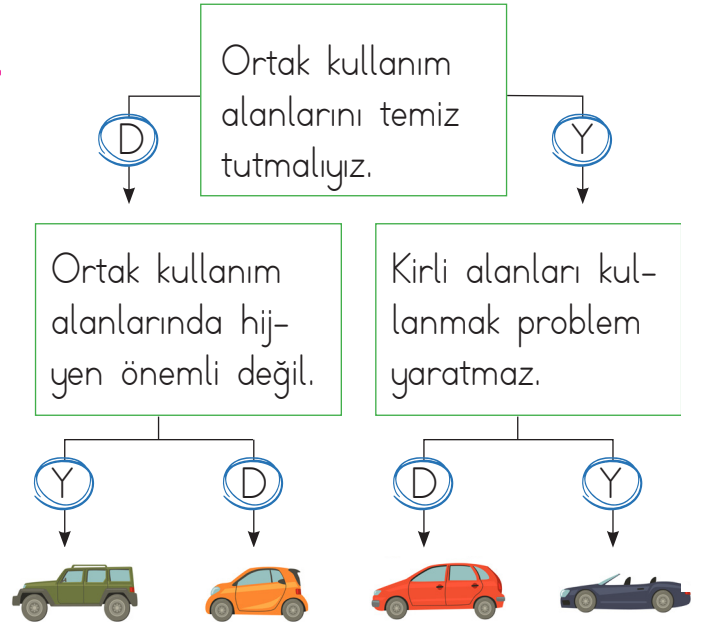 Ortak kullanım
alanlarını temiz
tutmalıyız.
D
Y
Ortak kullanım
alanlarında hij-
yen önemli değil.
Kirli alanları kul-
lanmak problem
yaratmaz.
Y
D
D
Y